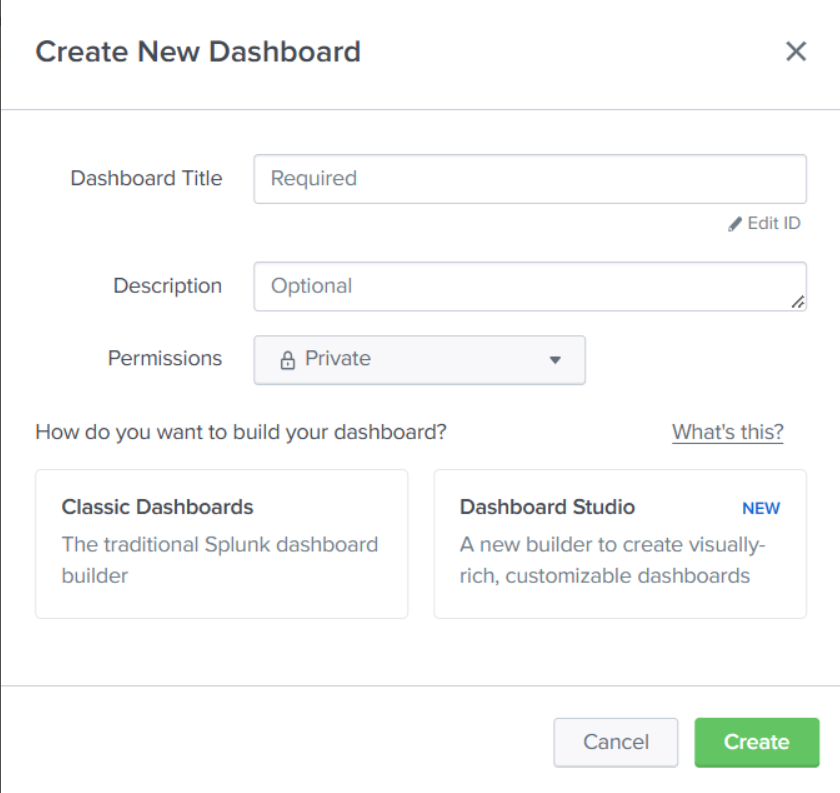 Create New Dashboard
Dashboard Title
Required
Edit ID
Description
Optional
Permissions
Private
How do you want to build your dashboard?
What's this?
Classic Dashboards
The traditional Splunk dashboard
builder
Dashboard Studio
NEW
A new builder to create visually-
rich, customizable dashboards
Cancel
Create